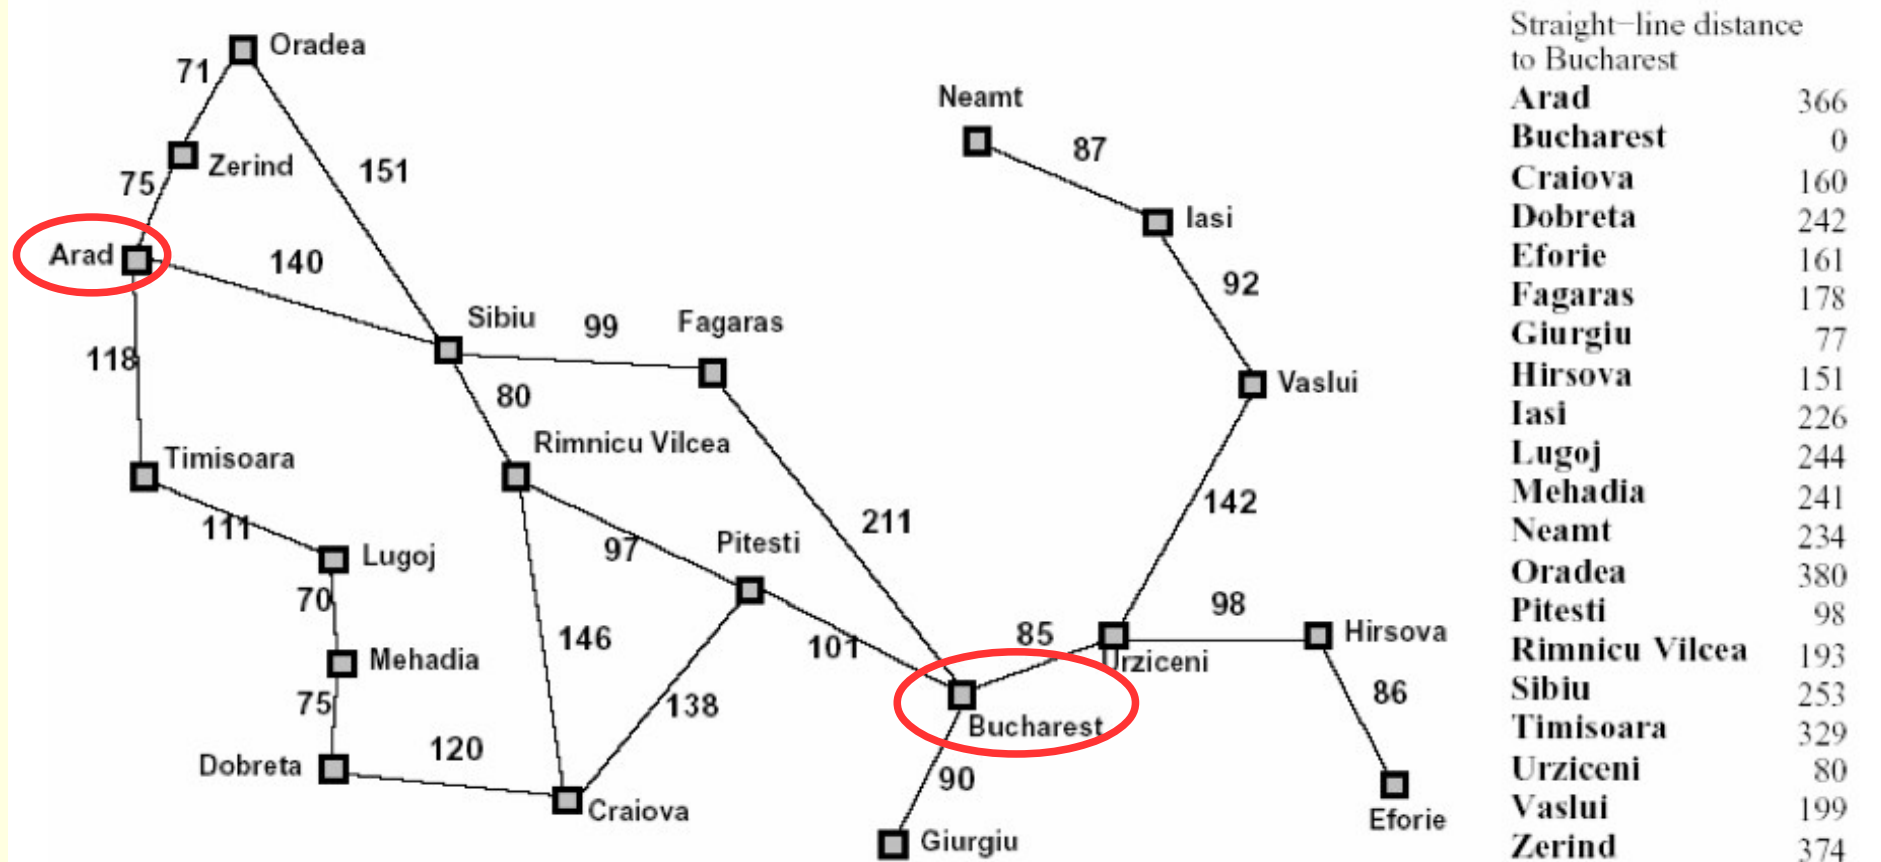 Oradea
71
Neamt
87
Zerind
151
75
Iasi
Arad
140
92
Sibiu
99
Fagaras
118
80
Vaslui
Rimnicu Vilcea
Timisoara
142
111
97
Pitesti
211
Lugoj
70
146
101
85
98
Hirsova
Mehadia
Urziceni
75
138
86
Bucharest
120
Dobreta
90
Craiova
Eforie
Giurgiu
Straight−line distance
to Bucharest
Arad 366
Bucharest 0
Craiova 160
Dobreta 242
Eforie 161
Fagaras 178
Giurgiu 77
Hirsova 151
Iasi 226
Lugoj 244
Mehadia 241
Neamt 234
Oradea 380
Pitesti 98
Rimnicu Vilcea 193
Sibiu 253
Timisoara 329
Urziceni 80
Vaslui 199
Zerind 374